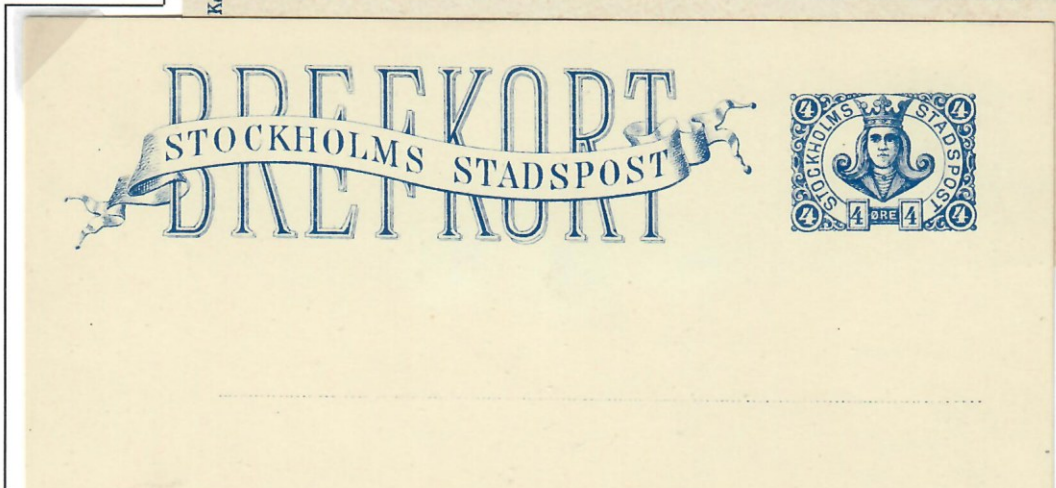 BREFKORT
STOCKHOLMS STADSPOST
STOCKHOLMS STADSPOST
4 4
4 4 ØRE 4 4